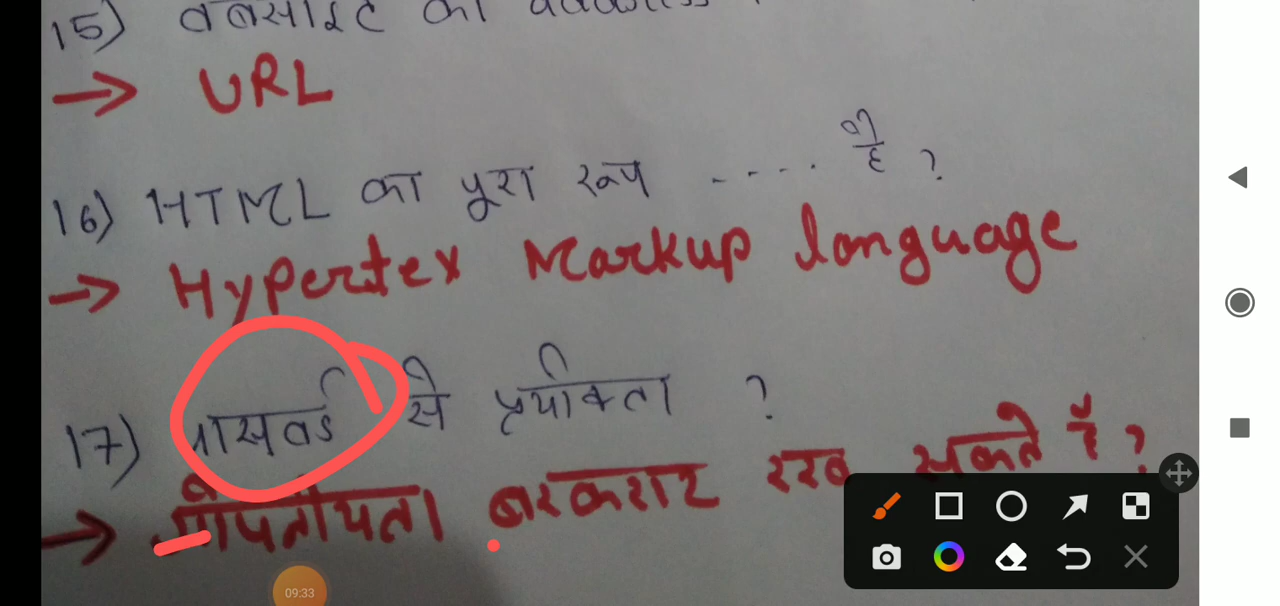 15) वेबसाइट का address
→ URL
16) HTML का पूरा रूप ..... है ?
→ Hypertex Markup language
17) पासवर्ड से प्रयोक्ता ?
→ गोपनीयता बरकरार रख सकते है ?
09:33